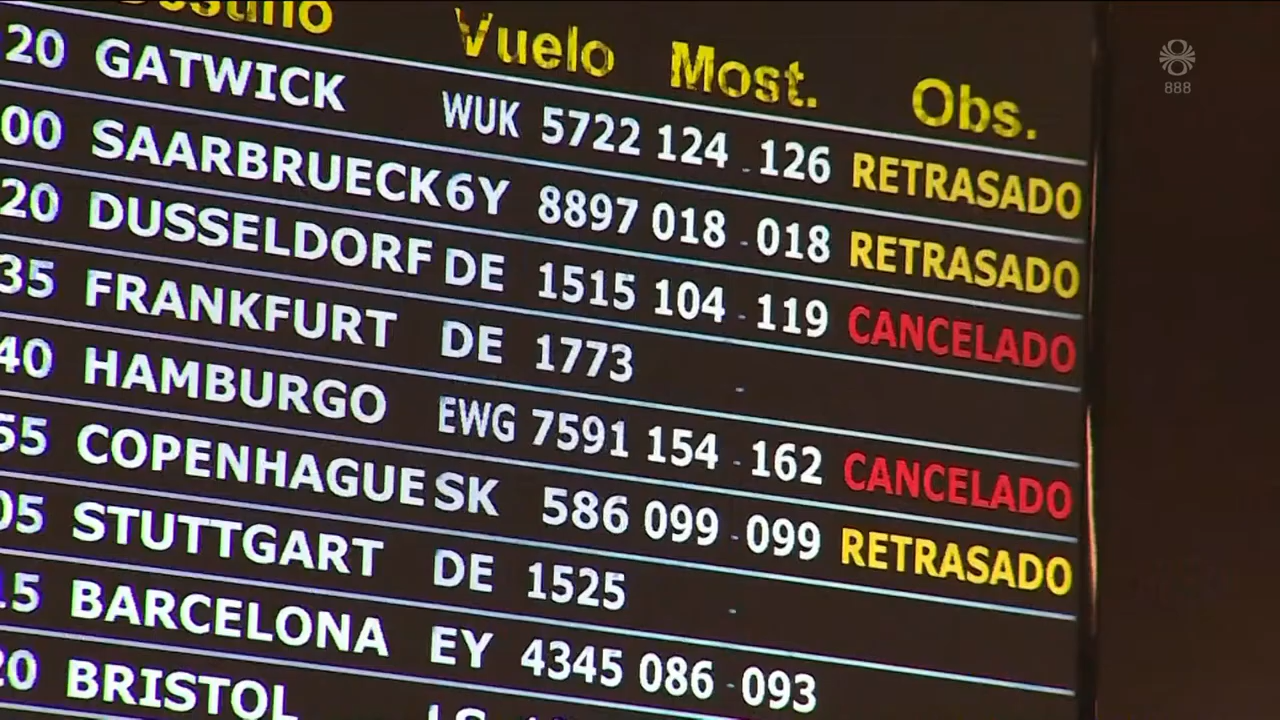 Destino Vuelo Most. Obs.
20 GATWICK WUK 5722 124 - 126 RETRASADO
00 SAARBRUECK 6Y 8897 018 - 018 RETRASADO
20 DUSSELDORF DE 1515 104 - 119 CANCELADO
35 FRANKFURT DE 1773 -
40 HAMBURGO EWG 7591 154 - 162 CANCELADO
55 COPENHAGUE SK 586 099 - 099 RETRASADO
05 STUTTGART DE 1525 -
15 BARCELONA EY 4345 086 - 093
20 BRISTOL
888